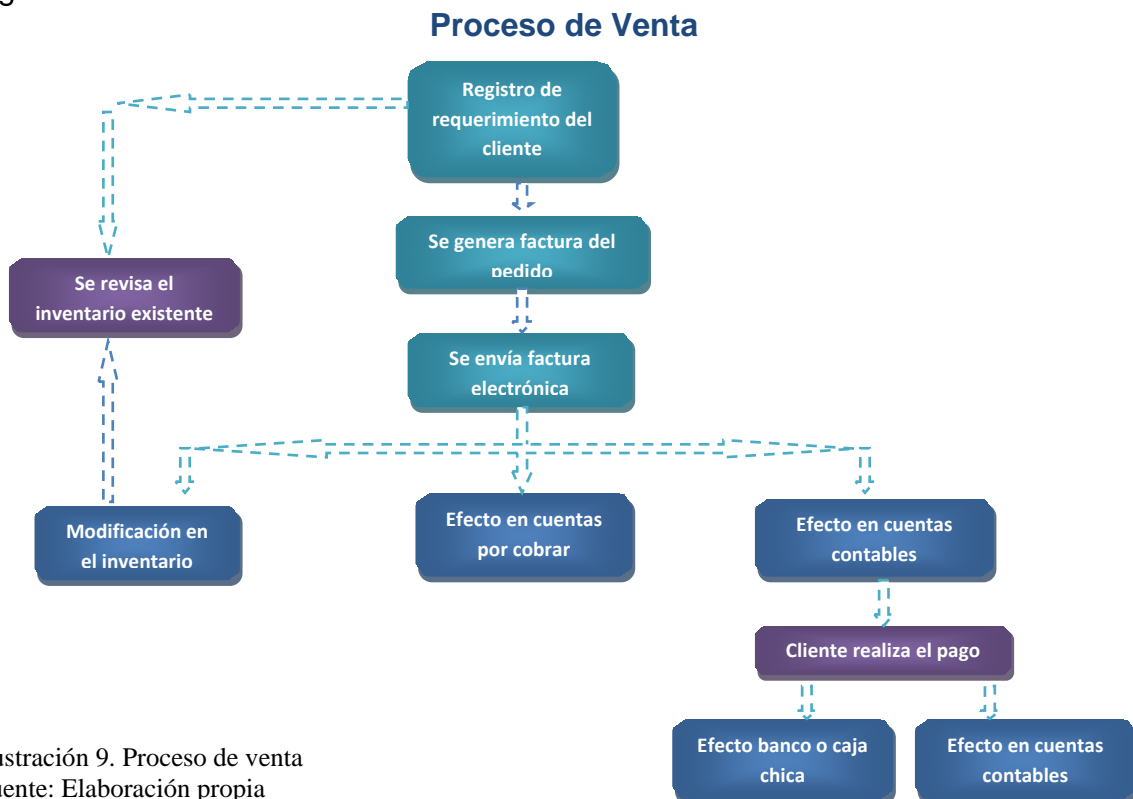 Proceso de Venta
Registro de
requerimiento del
cliente
Se genera factura del
pedido
Se revisa el
inventario existente
Se envía factura
electrónica
Modificación en
el inventario
Efecto en cuentas
por cobrar
Efecto en cuentas
contables
Cliente realiza el pago
Efecto banco o caja
chica
Efecto en cuentas
contables
ustración 9. Proceso de venta
uente: Elaboración propia